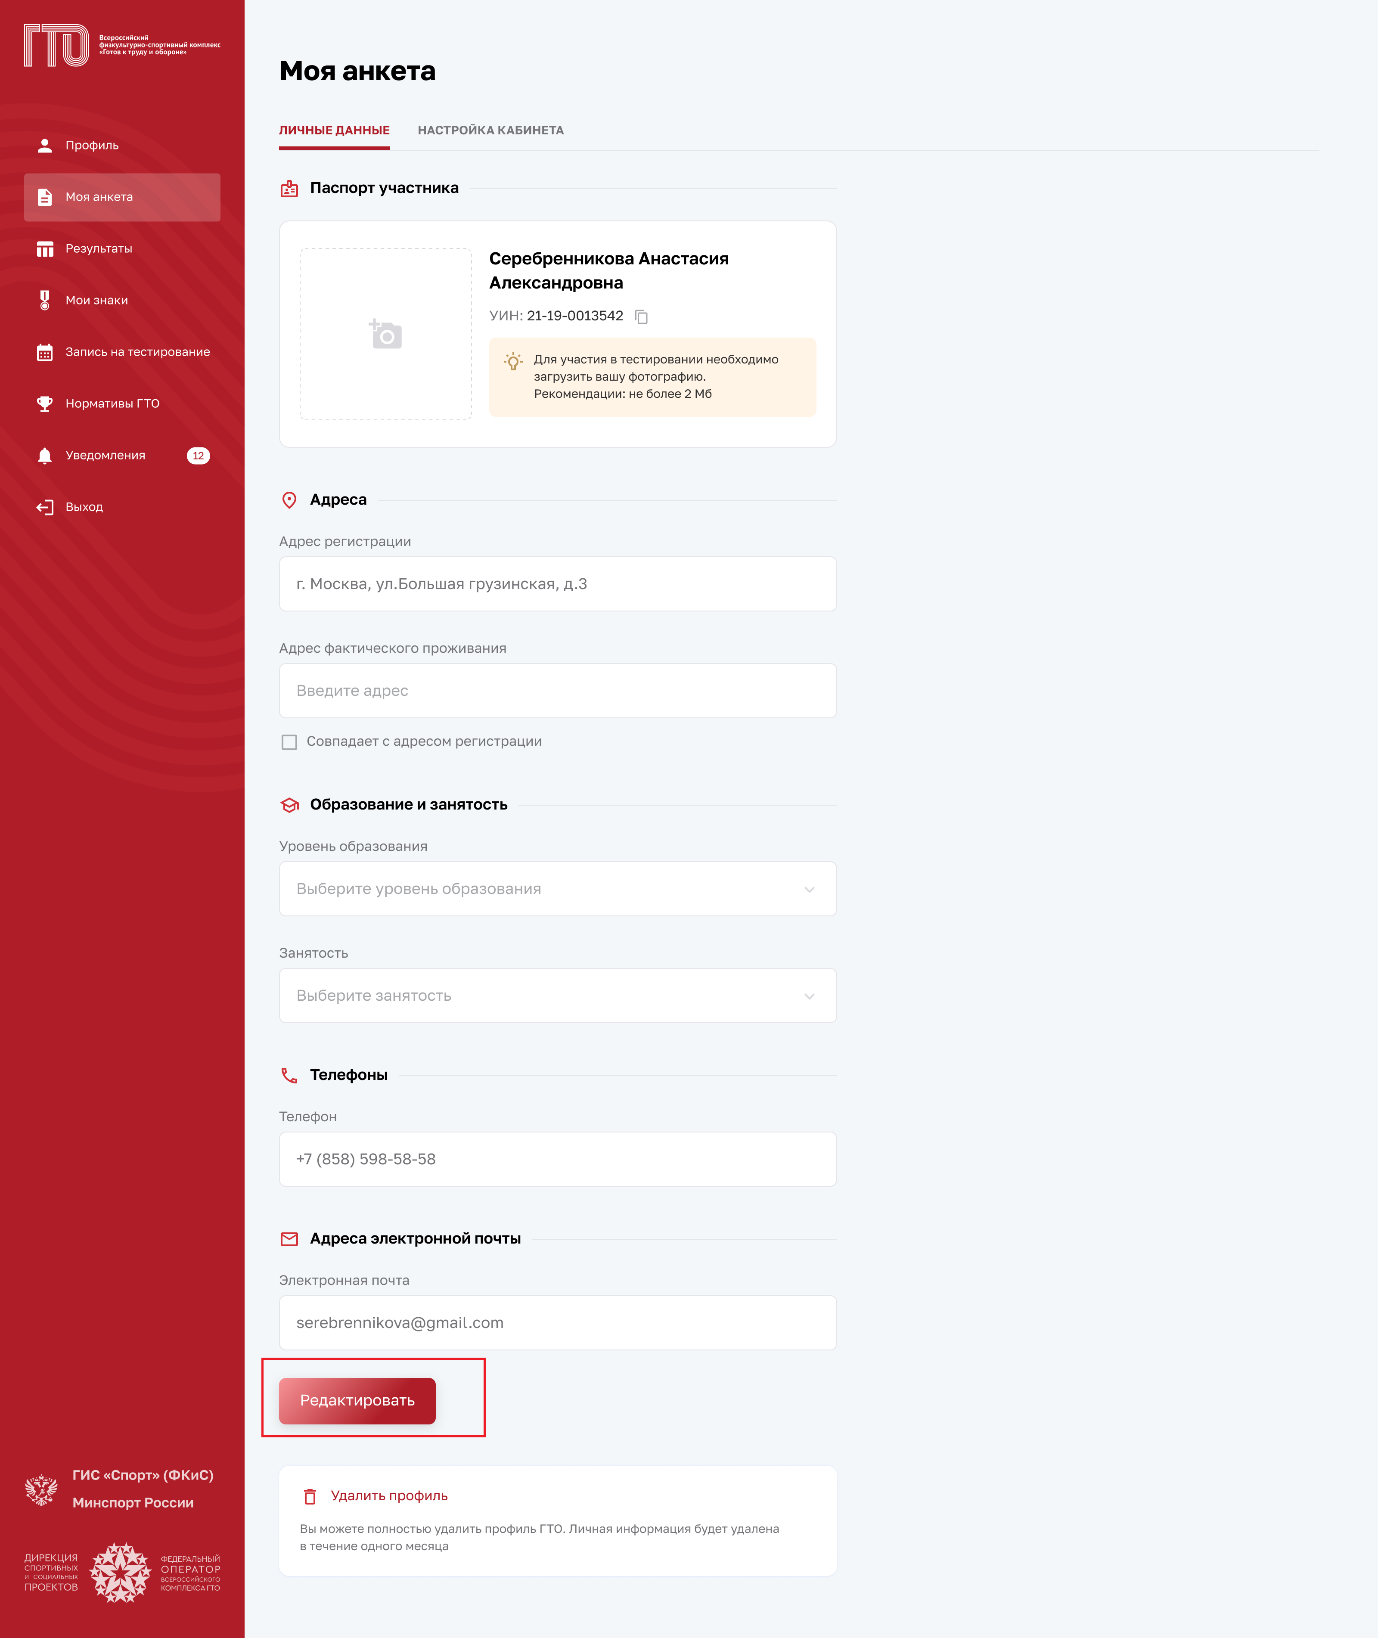 Всероссийский
физкультурно-спортивный комплекс
«Готов к труду и обороне»
Профиль
Моя анкета
Результаты
Мои знаки
Запись на тестирование
Нормативы ГТО
Уведомления 12
Выход
ГИС «Спорт» (ФКиС)
Минспорт России
ДИРЕКЦИЯ
СПОРТИВНЫХ
И СОЦИАЛЬНЫХ
ПРОЕКТОВ
ФЕДЕРАЛЬНЫЙ
ОПЕРАТОР
ВСЕРОССИЙСКОГО
КОМПЛЕКСА ГТО
Моя анкета
ЛИЧНЫЕ ДАННЫЕ НАСТРОЙКА КАБИНЕТА
Паспорт участника
Серебренникова Анастасия
Александровна
УИН: 21-19-0013542
Для участия в тестировании необходимо
загрузить вашу фотографию.
Рекомендации: не более 2 Мб
Адреса
Адрес регистрации
г. Москва, ул.Большая грузинская, д.3
Адрес фактического проживания
Введите адрес
Совпадает с адресом регистрации
Образование и занятость
Уровень образования
Выберите уровень образования
Занятость
Выберите занятость
Телефоны
Телефон
+7 (858) 598-58-58
Адреса электронной почты
Электронная почта
serebrennikova@gmail.com
Редактировать
Удалить профиль
Вы можете полностью удалить профиль ГТО. Личная информация будет удалена
в течение одного месяца